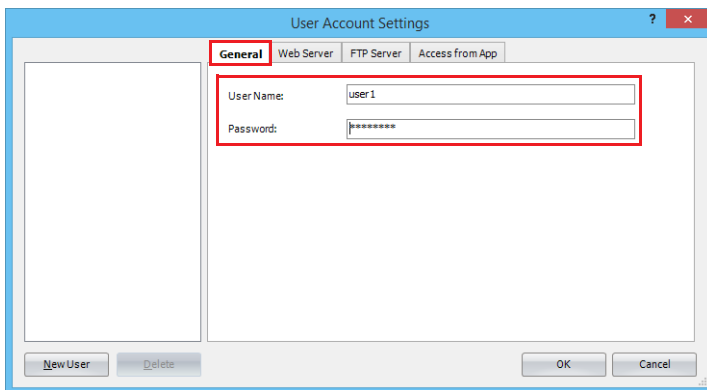 User Account Settings
?
General Web Server FTP Server Access from App
User Name: user1
Password: ********
New User Delete OK Cancel